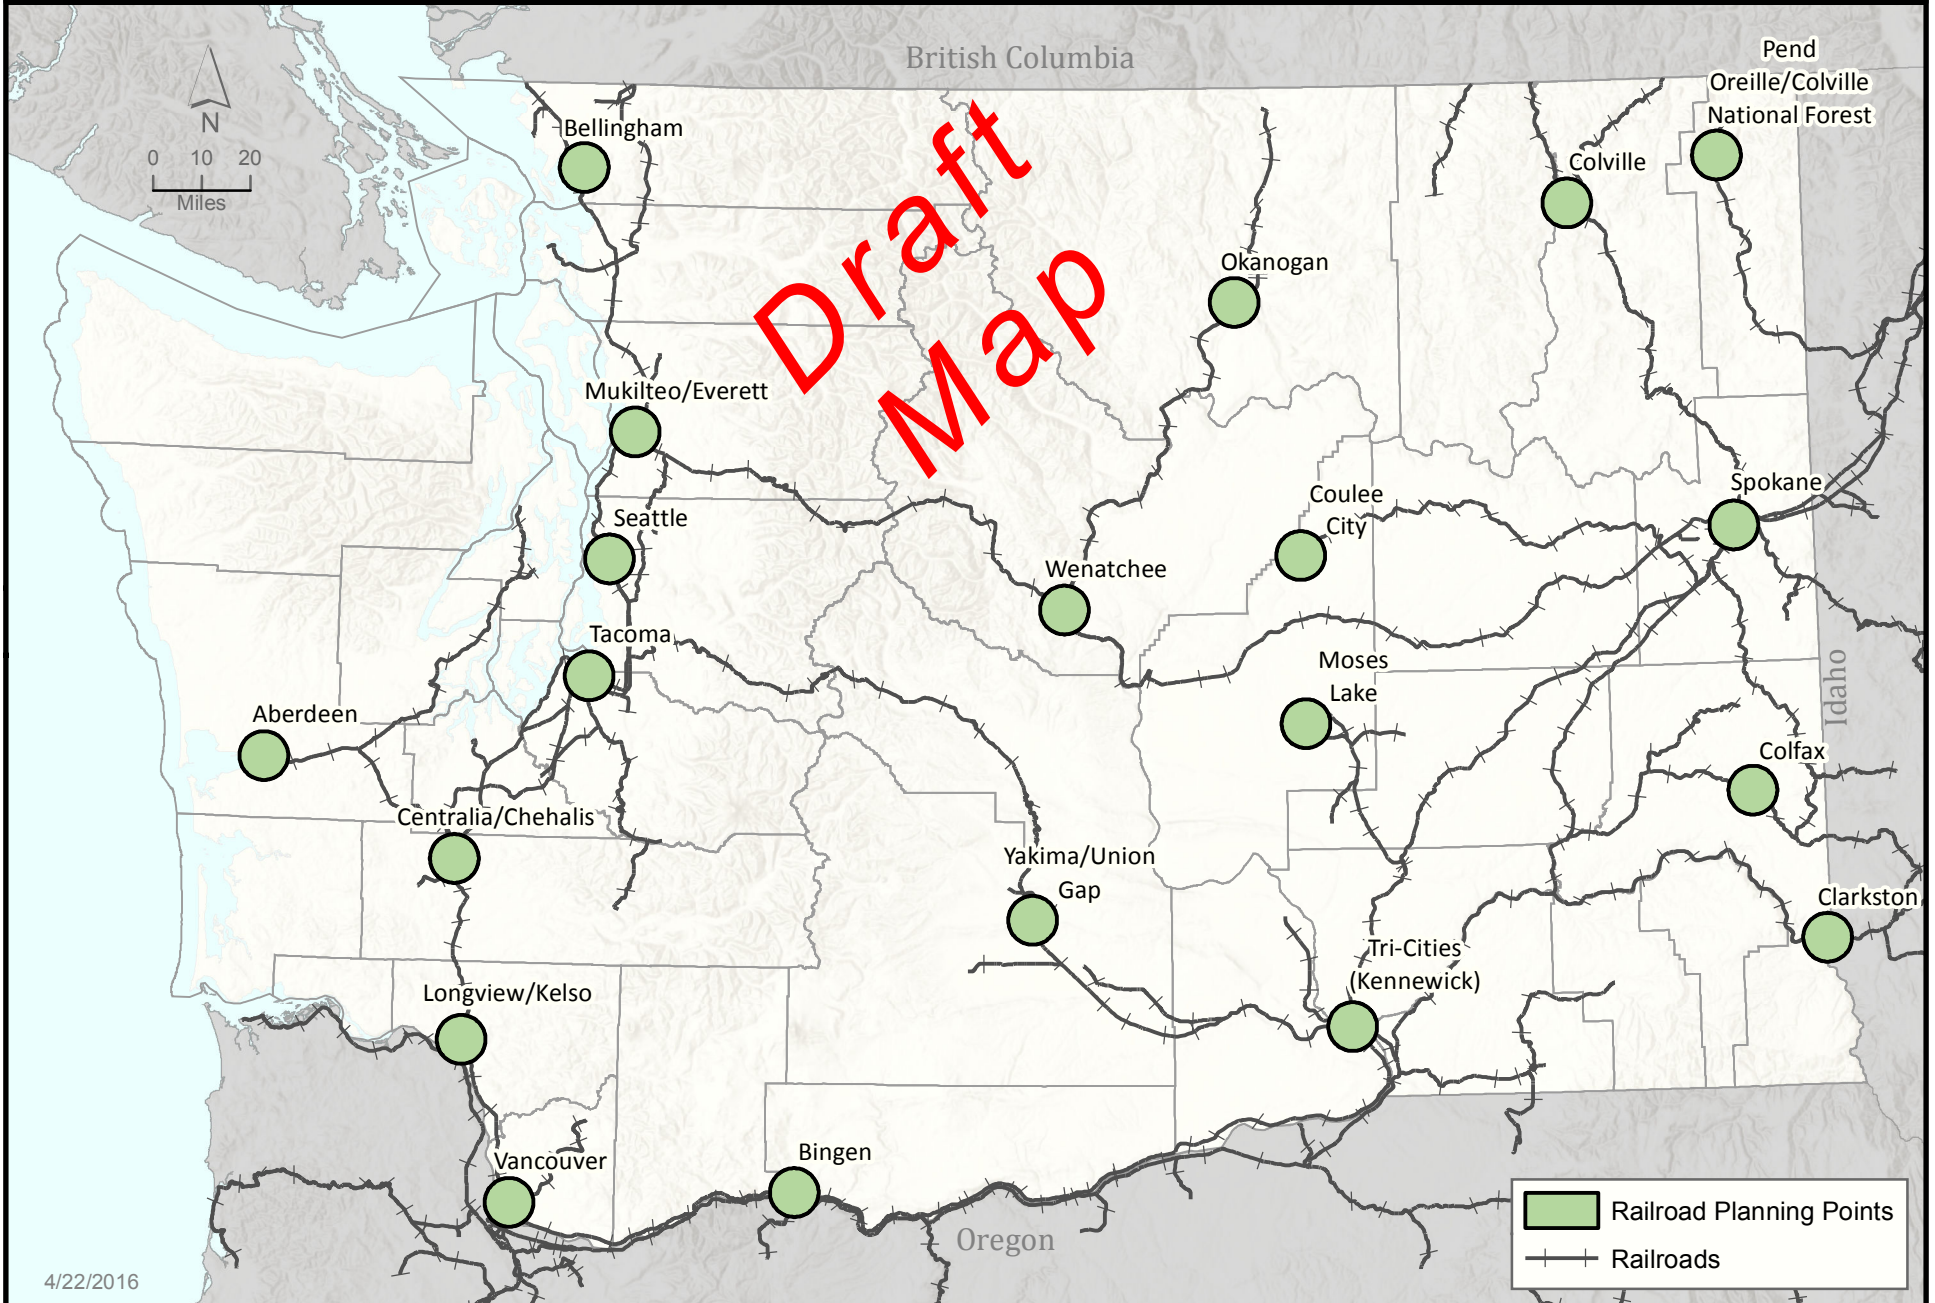 British Columbia
Pend
Oreille/Colville
National Forest
N
0 10 20
Miles
Bellingham
Draft
Map
Colville
Okanogan
Mukilteo/Everett
Seattle
Coulee
City
Spokane
Wenatchee
Tacoma
Moses
Lake
Idaho
Aberdeen
Colfax
Centralia/Chehalis
Yakima/Union
Gap
Clarkston
Tri-Cities
(Kennewick)
Longview/Kelso
Vancouver
Bingen
Oregon
Railroad Planning Points
Railroads
4/22/2016